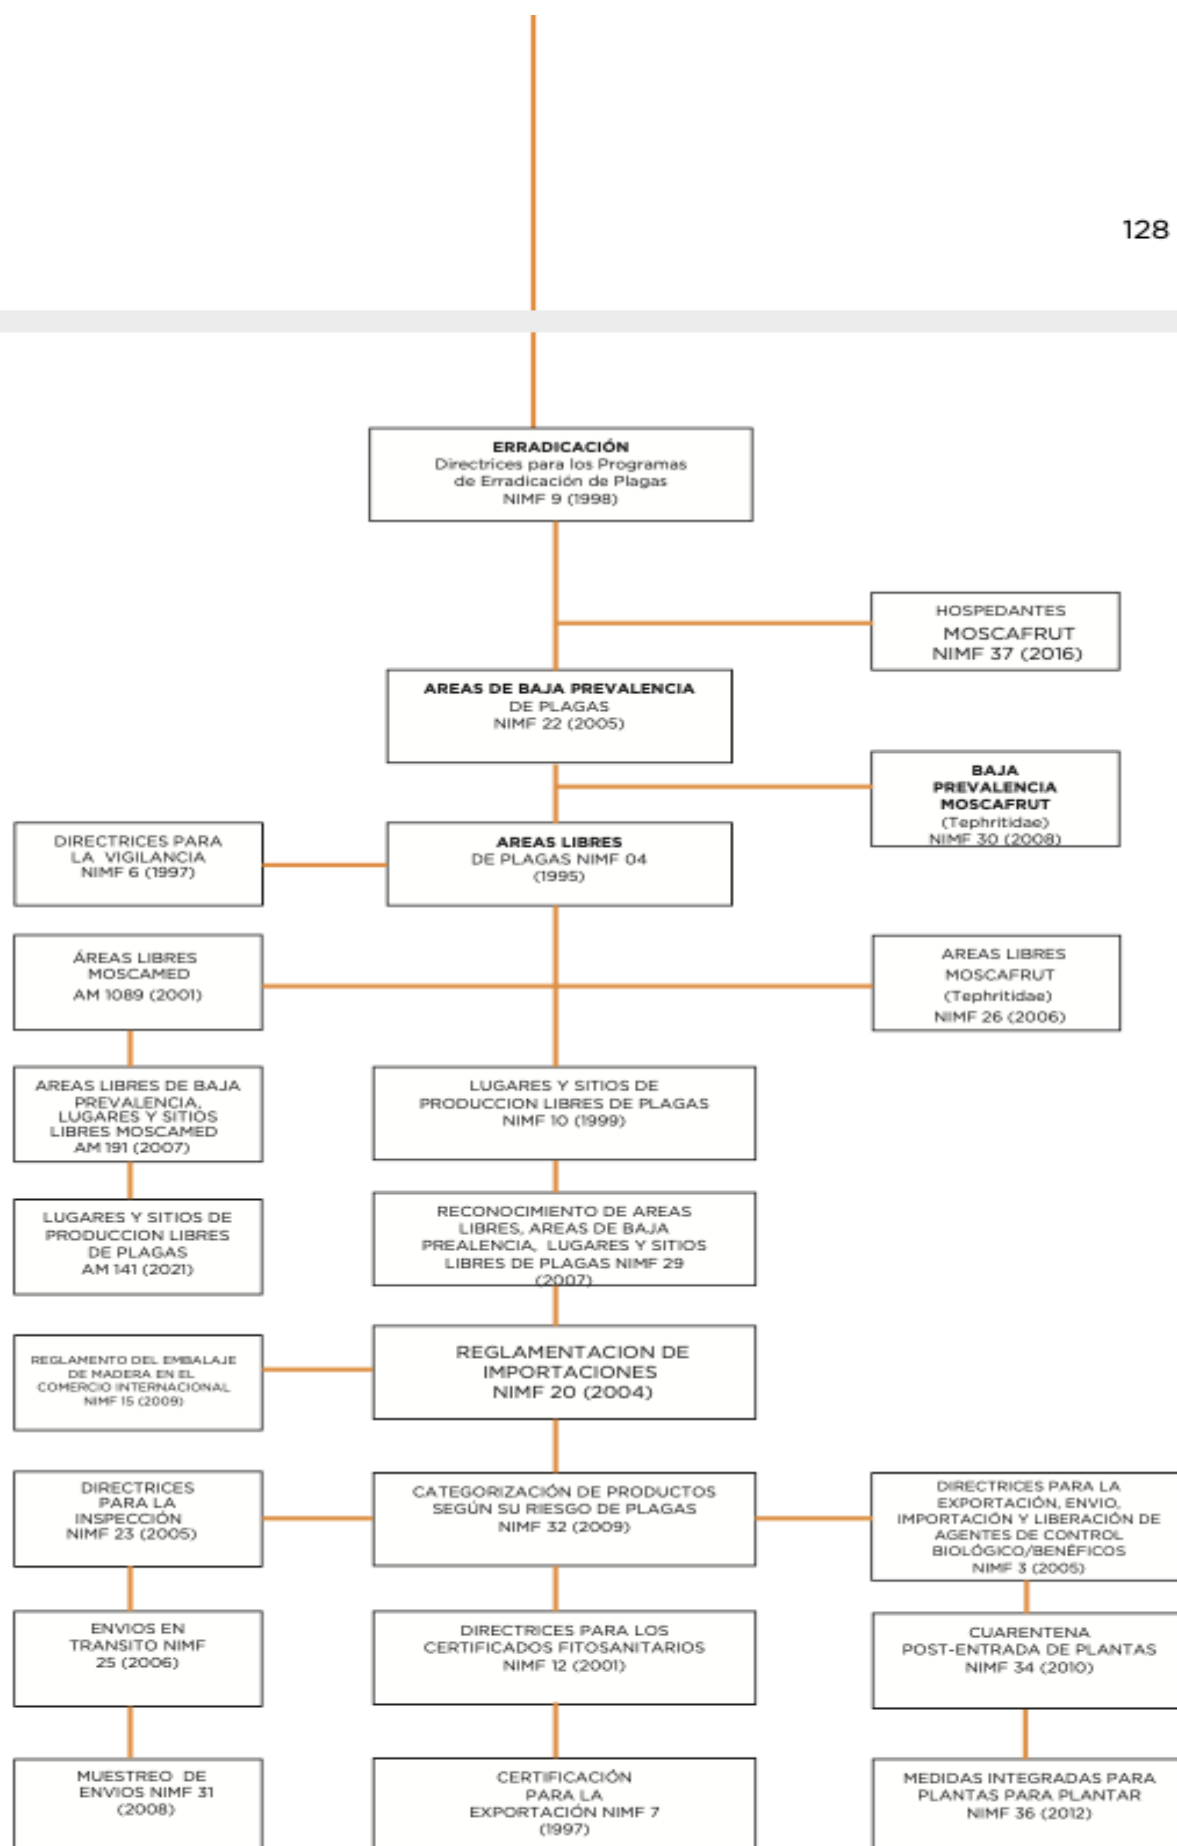 128
ERRADICACIÓN
Directrices para los Programas
de Erradicación de Plagas
NIMF 9 (1998)
HOSPEDANTES
MOSCAFRUT
NIMF 37 (2016)
AREAS DE BAJA PREVALENCIA
DE PLAGAS
NIMF 22 (2005)
BAJA
PREVALENCIA
MOSCAFRUT
(Tephritidae)
NIMF 30 (2008)
DIRECTRICES PARA
LA VIGILANCIA
NIMF 6 (1997)
AREAS LIBRES
DE PLAGAS NIMF 04
(1995)
ÁREAS LIBRES
MOSCAMED
AM 1089 (2001)
AREAS LIBRES
MOSCAFRUT
(Tephritidae)
NIMF 26 (2006)
AREAS LIBRES DE BAJA
PREVALENCIA,
LUGARES Y SITIOS
LIBRES MOSCAMED
AM 191 (2007)
LUGARES Y SITIOS DE
PRODUCCION LIBRES DE PLAGAS
NIMF 10 (1999)
LUGARES Y SITIOS DE
PRODUCCION LIBRES
DE PLAGAS
AM 141 (2021)
RECONOCIMIENTO DE AREAS
LIBRES, AREAS DE BAJA
PREALENCIA, LUGARES Y SITIOS
LIBRES DE PLAGAS NIMF 29
(2007)
REGLAMENTO DEL EMBALAJE
DE MADERA EN EL
COMERCIO INTERNACIONAL
NIMF 15 (2009)
REGLAMENTACION DE
IMPORTACIONES
NIMF 20 (2004)
DIRECTRICES
PARA LA
INSPECCIÓN
NIMF 23 (2005)
CATEGORIZACIÓN DE PRODUCTOS
SEGÚN SU RIESGO DE PLAGAS
NIMF 32 (2009)
DIRECTRICES PARA LA
EXPORTACIÓN, ENVIO,
IMPORTACIÓN Y LIBERACIÓN DE
AGENTES DE CONTROL
BIOLÓGICO/BENÉFICOS
NIMF 3 (2005)
ENVIOS EN
TRANSITO NIMF
25 (2006)
DIRECTRICES PARA LOS
CERTIFICADOS FITOSANITARIOS
NIMF 12 (2001)
CUARENTENA
POST-ENTRADA DE PLANTAS
NIMF 34 (2010)
MUESTREO DE
ENVIOS NIMF 31
(2008)
CERTIFICACIÓN
PARA LA
EXPORTACIÓN NIMF 7
(1997)
MEDIDAS INTEGRADAS PARA
PLANTAS PARA PLANTAR
NIMF 36 (2012)